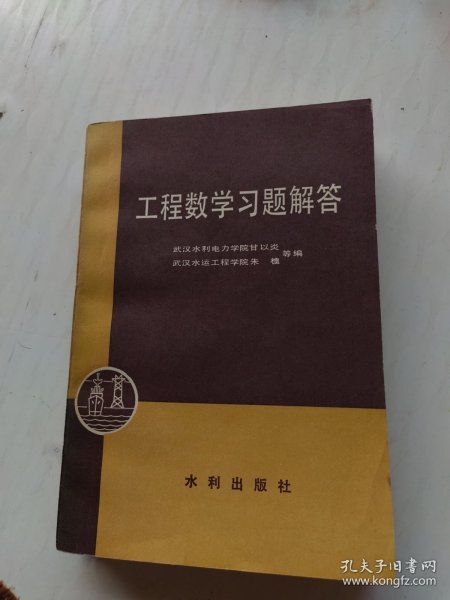 工程数学习题解答
武汉水利电力学院甘以炎
武汉水运工程学院朱 穗 等编
水利出版社
孔夫子旧书网
www.kongfz.com